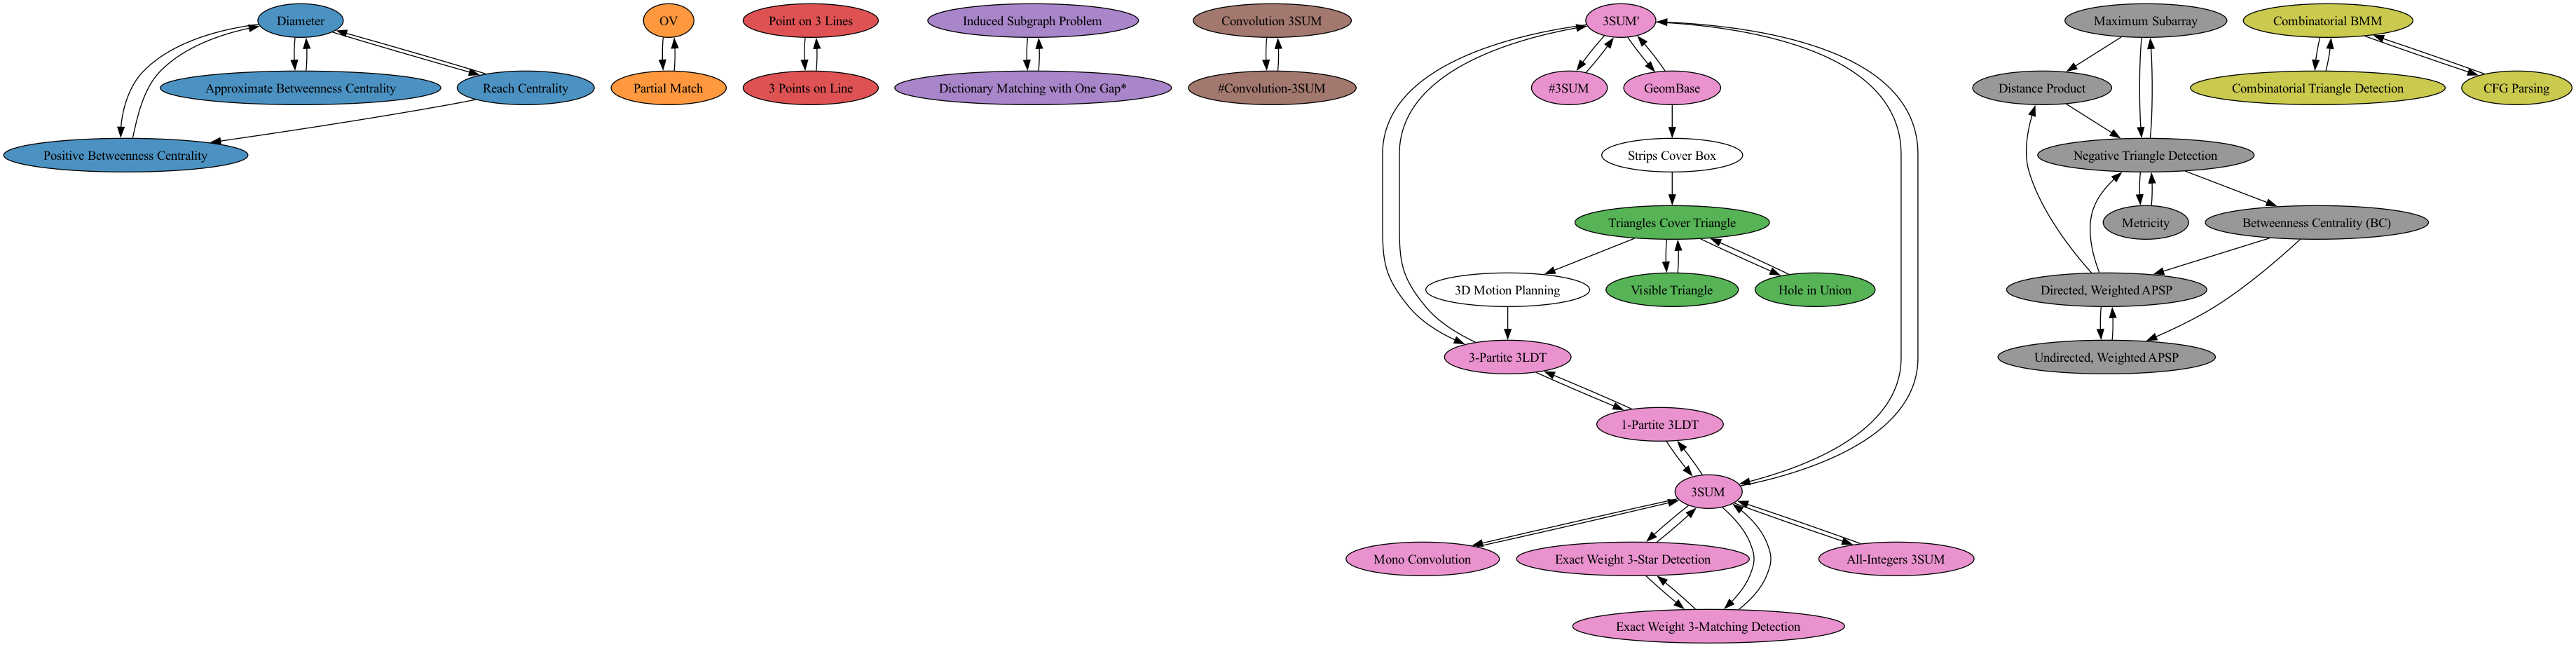 Diameter
OV
Point on 3 Lines
Induced Subgraph Problem
Convolution 3SUM
3SUM'
Maximum Subarray
Combinatorial BMM
Approximate Betweenness Centrality
Reach Centrality
Partial Match
3 Points on Line
Dictionary Matching with One Gap*
#Convolution-3SUM
#3SUM
GeomBase
Distance Product
Combinatorial Triangle Detection
CFG Parsing
Positive Betweenness Centrality
Strips Cover Box
Negative Triangle Detection
Triangles Cover Triangle
Metricity
Betweenness Centrality (BC)
3D Motion Planning
Visible Triangle
Hole in Union
Directed, Weighted APSP
3-Partite 3LDT
Undirected, Weighted APSP
1-Partite 3LDT
3SUM
Mono Convolution
Exact Weight 3-Star Detection
All-Integers 3SUM
Exact Weight 3-Matching Detection